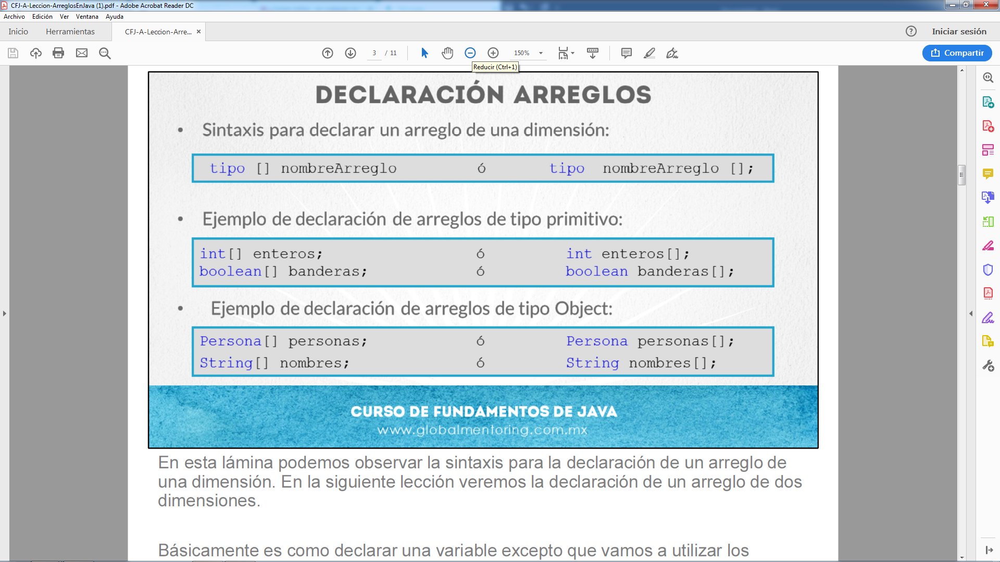 CFJ-A-Leccion-ArreglosEnJava (1).pdf - Adobe Acrobat Reader DC
Archivo Edición Ver Ventana Ayuda
Inicio Herramientas CFJ-A-Leccion-Arre... × ? Iniciar sesión
3 / 11 150% Compartir
Reducir (Ctrl+1)
DECLARACIÓN ARREGLOS
• Sintaxis para declarar un arreglo de una dimensión:
tipo [] nombreArreglo ó tipo nombreArreglo [];
• Ejemplo de declaración de arreglos de tipo primitivo:
int[] enteros; ó int enteros[];
boolean[] banderas; ó boolean banderas[];
• Ejemplo de declaración de arreglos de tipo Object:
Persona[] personas; ó Persona personas[];
String[] nombres; ó String nombres[];
CURSO DE FUNDAMENTOS DE JAVA
www.globalmentoring.com.mx
En esta lámina podemos observar la sintaxis para la declaración de un arreglo de
una dimensión. En la siguiente lección veremos la declaración de un arreglo de dos
dimensiones.
Básicamente es como declarar una variable excepto que vamos a utilizar los